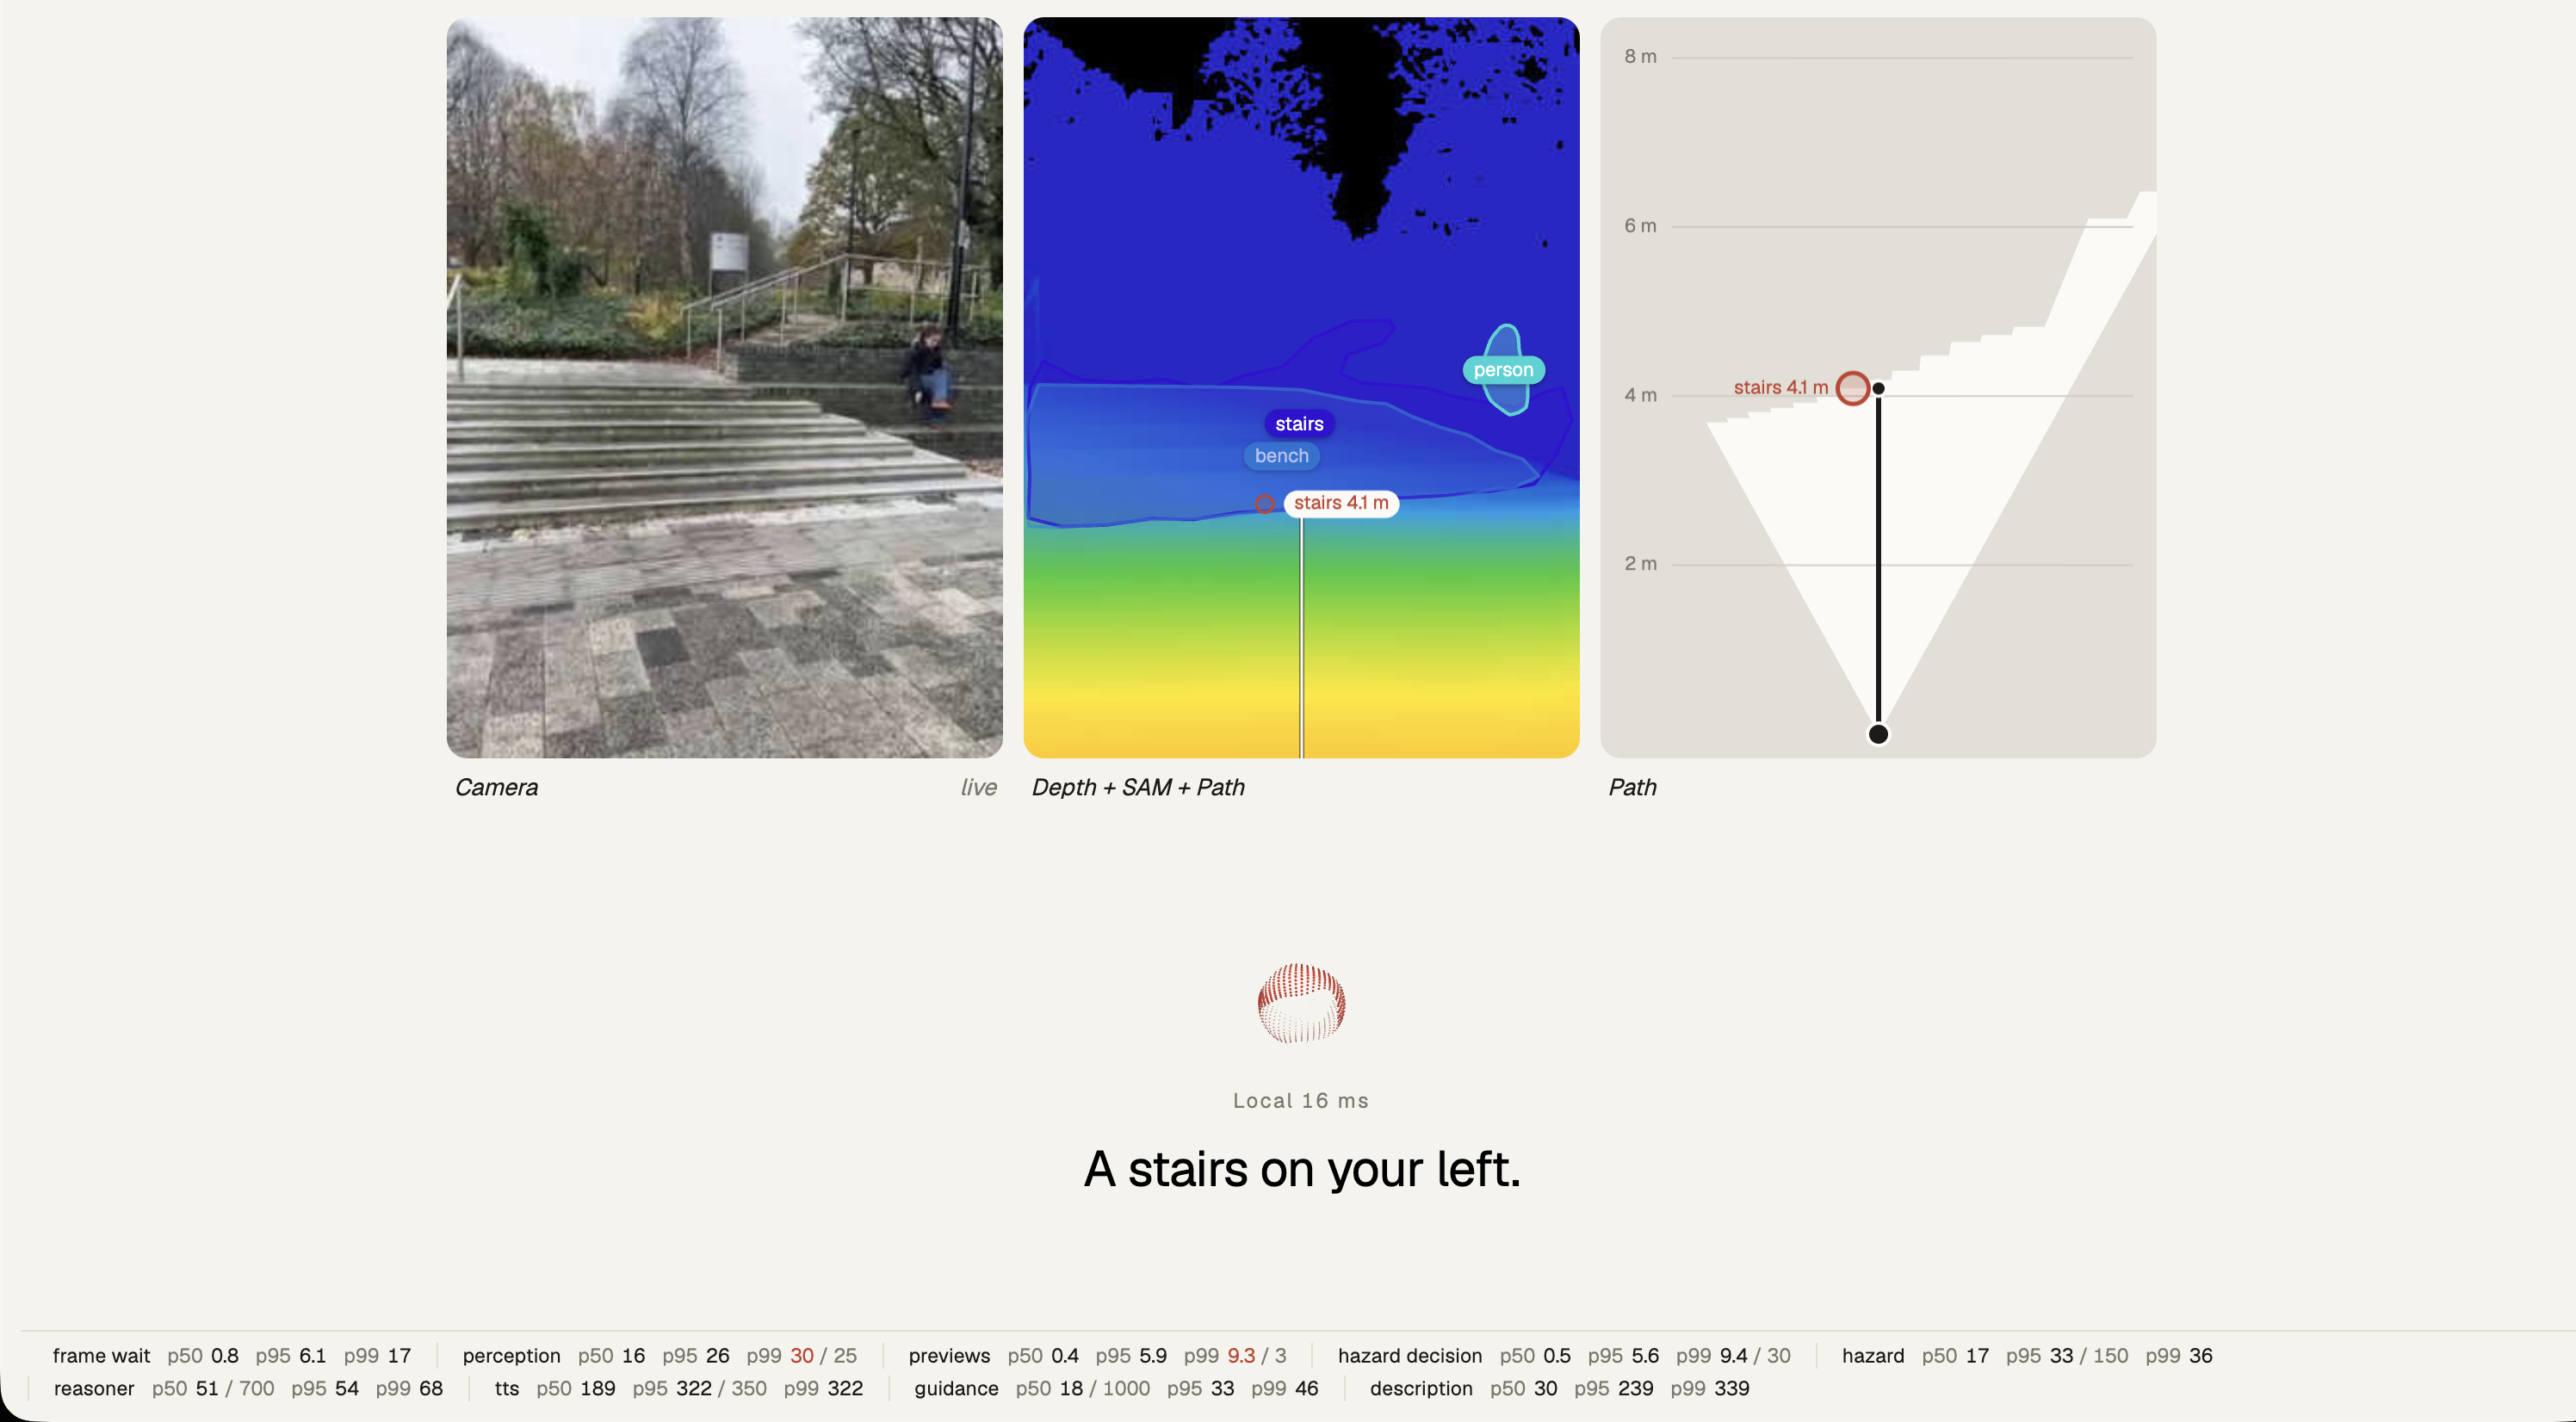 8 m
6 m
stairs 4.1 m
4 m
2 m
person
stairs
bench
stairs 4.1 m
Camera live
Depth + SAM + Path
Path
Local 16 ms
A stairs on your left.
frame wait p50 0.8 p95 6.1 p99 17 perception p50 16 p95 26 p99 30 / 25 previews p50 0.4 p95 5.9 p99 9.3 / 3 hazard decision p50 0.5 p95 5.6 p99 9.4 / 30 hazard p50 17 p95 33 / 150 p99 36
reasoner p50 51 / 700 p95 54 p99 68 tts p50 189 p95 322 / 350 p99 322 guidance p50 18 / 1000 p95 33 p99 46 description p50 30 p95 239 p99 339